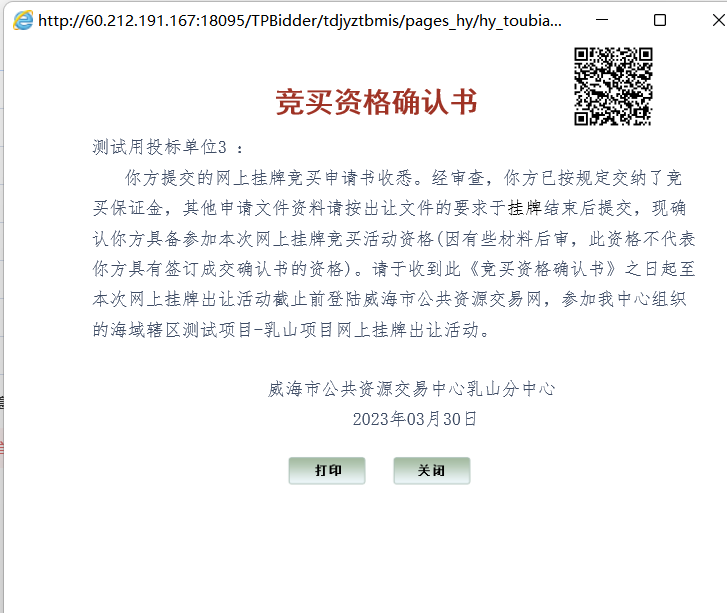 http://60.212.191.167:18095/TPBidder/tdjyztbmis/pages_hy/hy_toubia...
竞买资格确认书
测试用投标单位3 ：
你方提交的网上挂牌竞买申请书收悉。经审查，你方已按规定交纳了竞
买保证金，其他申请文件资料请按出让文件的要求于挂牌结束后提交，现确
认你方具备参加本次网上挂牌竞买活动资格(因有些材料后审，此资格不代表
你方具有签订成交确认书的资格)。请于收到此《竞买资格确认书》之日起至
本次网上挂牌出让活动截止前登陆威海市公共资源交易网，参加我中心组织
的海域辖区测试项目-乳山项目网上挂牌出让活动。
威海市公共资源交易中心乳山分中心
2023年03月30日
打印 关闭